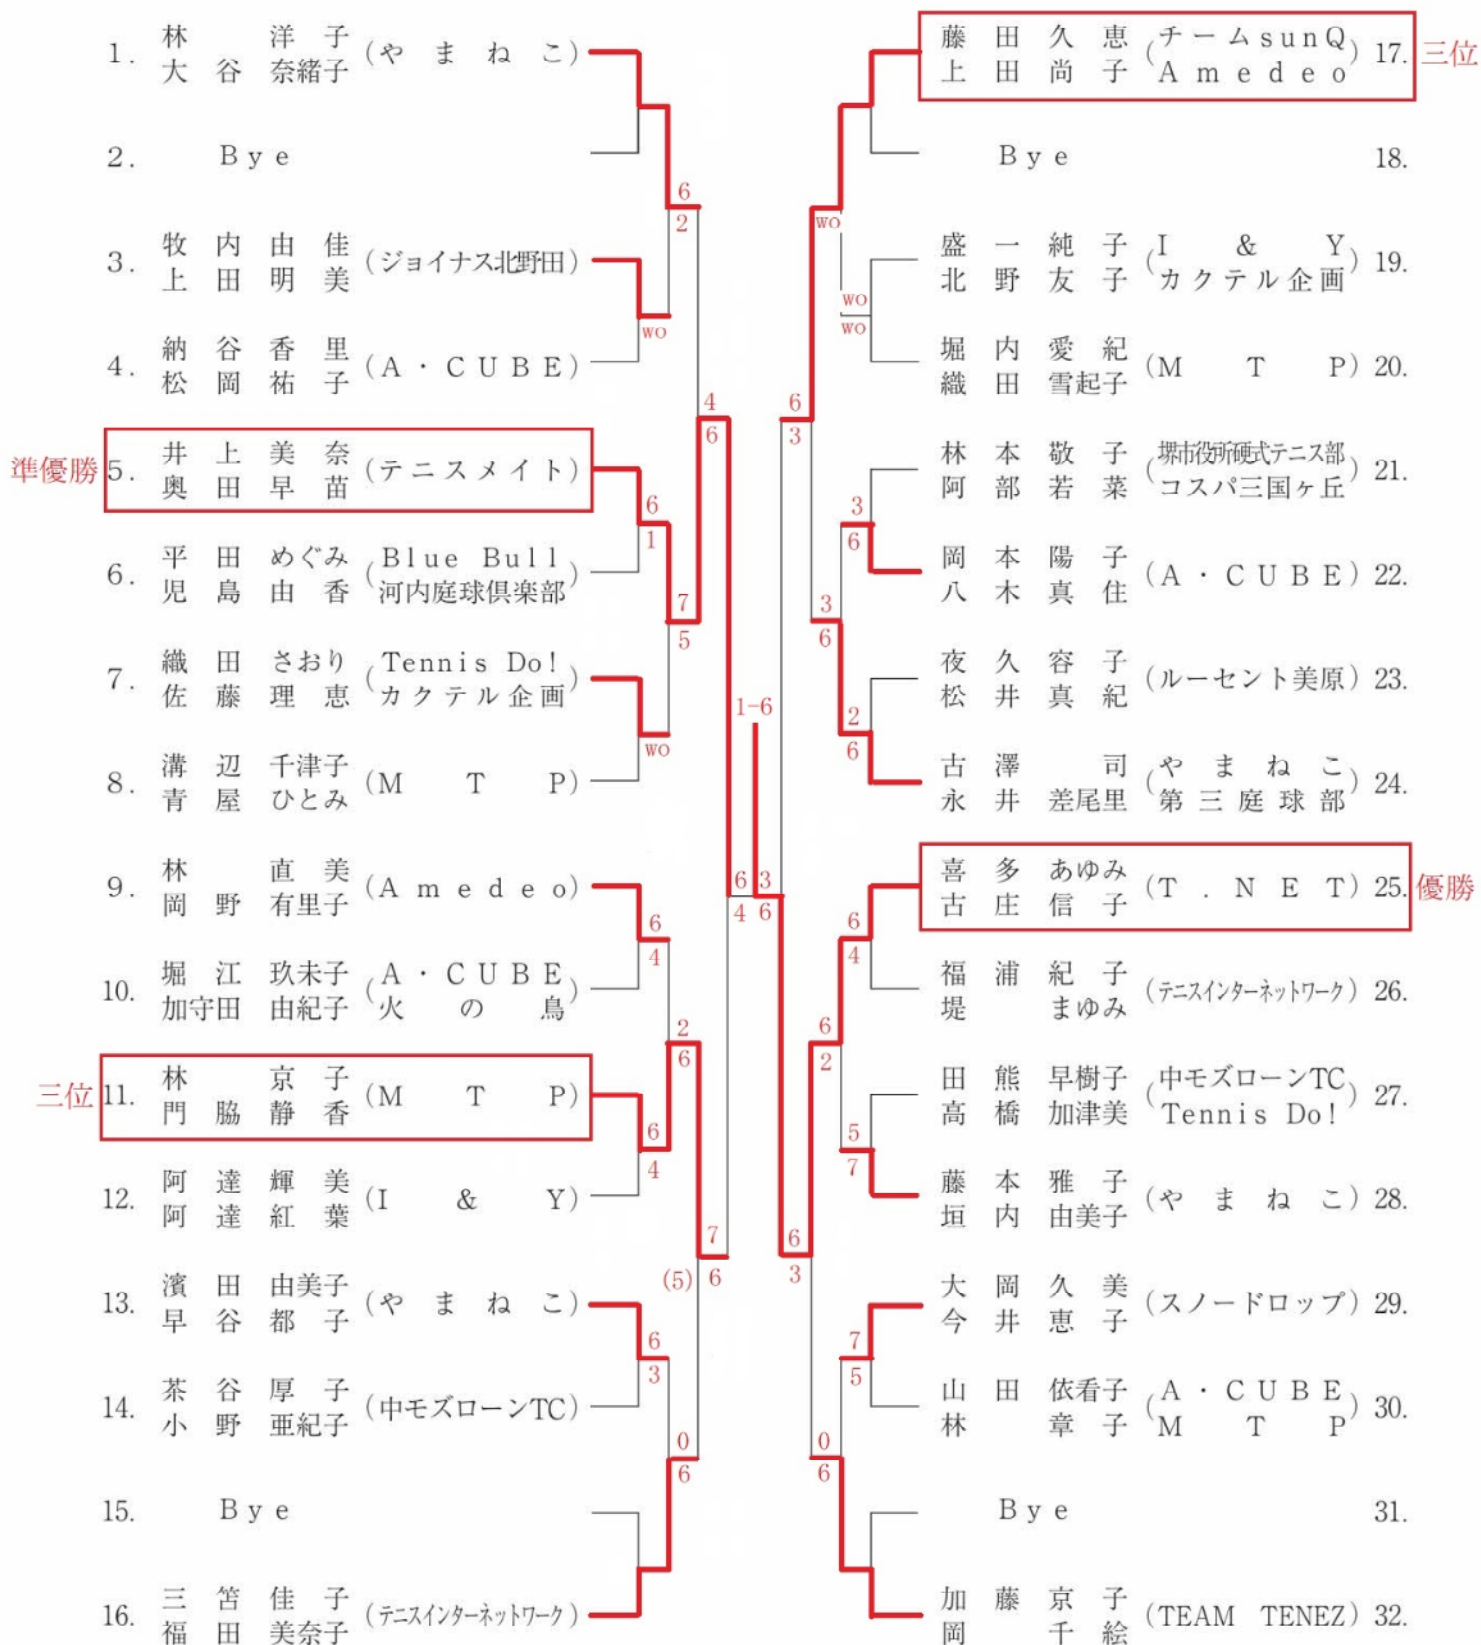 1. 林 洋子 (やまねこ)
大谷 奈緒子
2. Bye
3. 牧内由佳 (ジョイナス北野田)
上田明美
4. 納谷香里 (A・CUBE)
松岡祐子
準優勝 5. 井上美奈 (テニスメイト)
奥田早苗
6. 平田 めぐみ (Blue Bull
児島由香 河内庭球倶楽部)
7. 織田 さおり (Tennis Do!
佐藤理恵 カクテル企画)
8. 溝辺 千津子 (MTP)
青屋 ひとみ
9. 林 直美 (Amedeo)
岡野 有里子
10. 堀江 玖未子 (A・CUBE
加守田 由紀子 火の鳥)
三位 11. 林 京子 (MTP)
門脇静香
12. 阿達輝美 (I & Y)
阿達紅葉
13. 濱田 由美子 (やまねこ)
早谷都子
14. 茶谷厚子 (中モズローンTC)
小野 亜紀子
15. Bye
16. 三笘佳子 (テニスインターネットワーク)
福田 美奈子
6
2
WO
6
1
7
5
WO
4
6
6
4
6
4
2
6
6
3
0
6
7
(5) 6
6
4
1-6
3
6
藤田久恵 (チームsunQ 17. 三位
上田尚子 Amedeo)
Bye 18.
盛一純子 (I & Y 19.
北野友子 カクテル企画)
堀内愛紀 (MTP) 20.
織田 雪起子
林本敬子 (堺市役所硬式テニス部 21.
阿部若菜 コスパ三国ヶ丘)
岡本陽子 (A・CUBE) 22.
八木真住
夜久容子 (ルーセント美原) 23.
松井真紀
古澤 司 (やまねこ 24.
永井 差尾里 第三庭球部)
喜多 あゆみ (T.NET) 25. 優勝
古庄信子
福浦紀子 (テニスインターネットワーク) 26.
堤 まゆみ
田熊 早樹子 (中モズローンTC 27.
高橋 加津美 Tennis Do!)
藤本雅子 (やまねこ) 28.
垣内 由美子
大岡久美 (スノードロップ) 29.
今井恵子
山田 依看子 (A・CUBE 30.
林 章子 MTP)
Bye 31.
加藤京子 (TEAM TENEZ) 32.
岡 千絵
WO
WO
WO
6
3
3
6
3
6
2
6
6
4
6
2
5
7
6
3
7
5
0
6